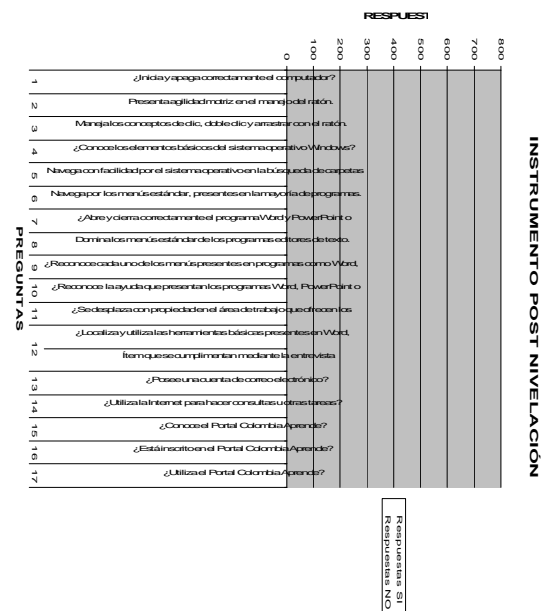 INSTRUMENTO POST NIVELACIÓN
RESPUEST
0 100 200 300 400 500 600 700 800
1 ¿Inicia y apaga correctamente el computador?
2 Presenta agilidad motriz en el manejo del ratón.
3 Maneja los conceptos de clic, doble clic y arrastrar con el ratón.
4 ¿Conoce los elementos básicos del sistema operativo Windows?
5 Navega con facilidad por el sistema operativo en la búsqueda de carpetas
6 Navega por los menús estándar, presentes en la mayoría de programas.
7 ¿Abre y cierra correctamente el programa Word y PowerPoint o
8 Domina los menús estándar de los programas editores de texto.
9 ¿Reconoce cada uno de los menús presentes en programas como Word,
10 ¿Reconoce la ayuda que presentan los programas Word, PowerPoint o
11 ¿Se desplaza con propiedad en el área de trabajo que ofrecen los
¿Localiza y utiliza las herramientas básicas presentes en Word,
12 Ítem que se cumplimentan mediante la entrevista
13 ¿Posee una cuenta de correo electrónico?
14 ¿Utiliza la Internet para hacer consultas u otras tareas?
15 ¿Conoce el Portal Colombia Aprende?
16 ¿Está inscrito en el Portal Colombia Aprende?
17 ¿Utiliza el Portal Colombia Aprende?
PREGUNTAS
Respuestas SI
Respuestas NO